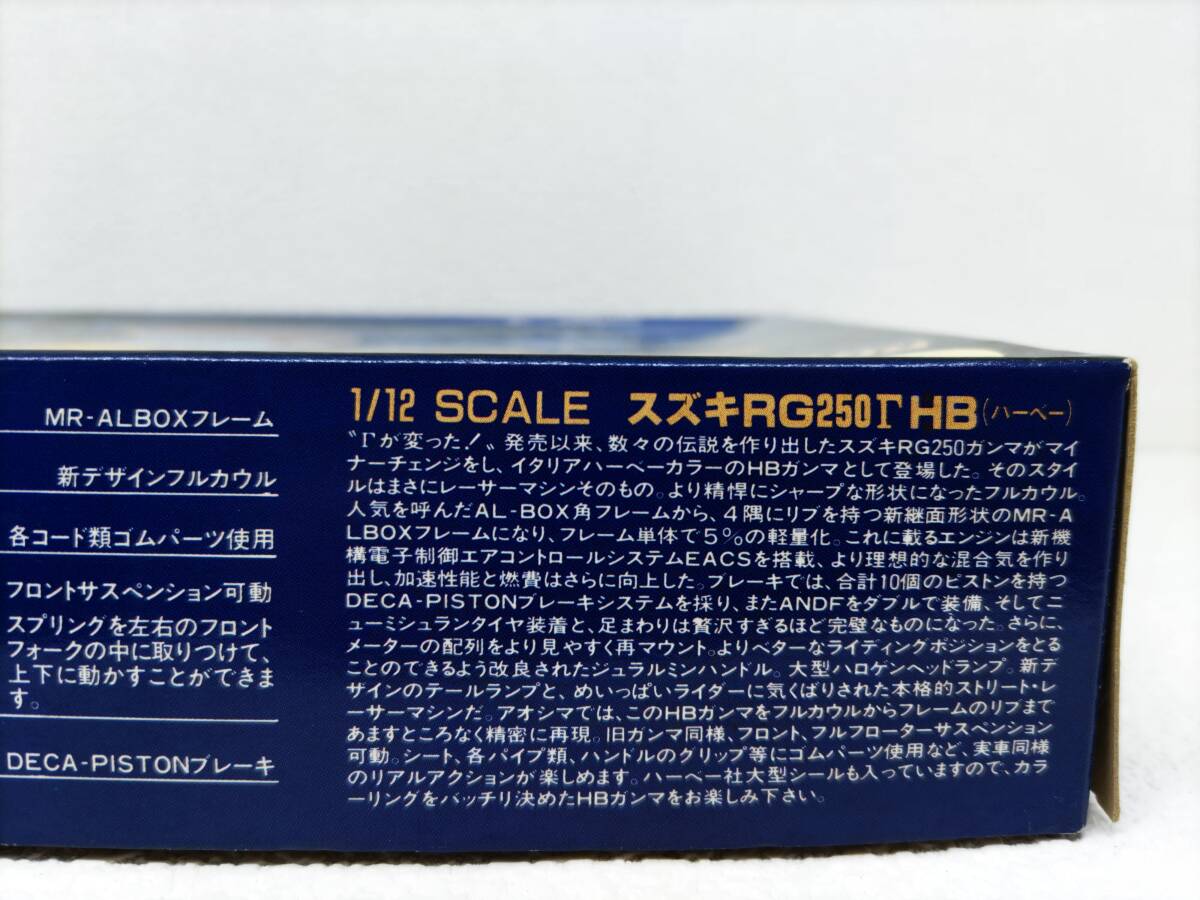 MR-ALBOXフレーム
新デザインフルカウル
各コード類ゴムパーツ使用
フロントサスペンション可動
スプリングを左右のフロント
フォークの中に取りつけて、
上下に動かすことができま
す。
DECA-PISTONブレーキ
1/12 SCALE スズキRG250Γ HB(ハーベー)
〝Γが変った!〟発売以来、数々の伝説を作り出したスズキRG250ガンマがマイ
ナーチェンジをし、イタリアハーベーカラーのHBガンマとして登場した。そのスタイ
ルはまさにレーサーマシンそのもの。より精悍にシャープな形状になったフルカウル。
人気を呼んだAL-BOX角フレームから、4隅にリブを持つ新継面形状のMR-A
LBOXフレームになり、フレーム単体で5%の軽量化。これに載るエンジンは新機
構電子制御エアコントロールシステムEACSを搭載、より理想的な混合気を作り
出し、加速性能と燃費はさらに向上した。ブレーキでは、合計10個のピストンを持つ
DECA-PISTONブレーキシステムを採り、またANDFをダブルで装備、そしてニ
ューミシュランタイヤ装着と、足まわりは贅沢すぎるほど完璧なものになった。さらに、
メーターの配列をより見やすく再マウント。よりベターなライディングポジションをとる
ことのできるよう改良されたジュラルミンハンドル。大型ハロゲンヘッドランプ。新デ
ザインのテールランプと、めいっぱいライダーに気くばりされた本格的ストリート・レ
ーサーマシンだ。アオシマでは、このHBガンマをフルカウルからフレームのリブまで
あますところなく精密に再現。旧ガンマ同様、フロント、フルフローターサスペンション
可動。シート、各パイプ類、ハンドルのグリップ等にゴムパーツ使用など、実車同様
のリアルアクションが楽しめます。ハーベー社大型シールも入っていますので、カラ
ーリングをバッチリ決めたHBガンマをお楽しみ下さい。